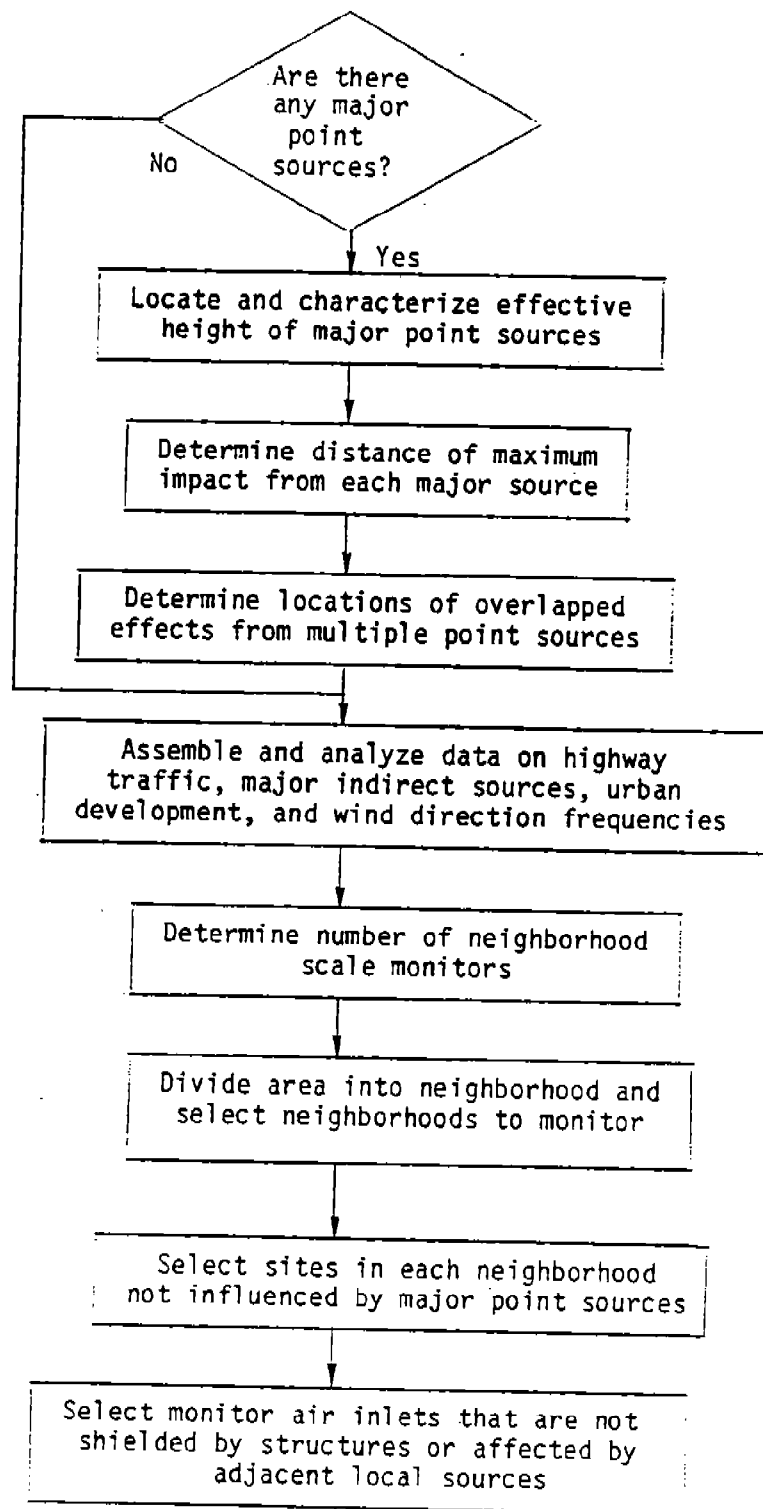 Are there
any major
point
sources?
No
Yes
Locate and characterize effective
height of major point sources
Determine distance of maximum
impact from each major source
Determine locations of overlapped
effects from multiple point sources
Assemble and analyze data on highway
traffic, major indirect sources, urban
development, and wind direction frequencies
Determine number of neighborhood
scale monitors
Divide area into neighborhood and
select neighborhoods to monitor
Select sites in each neighborhood
not influenced by major point sources
Select monitor air inlets that are not
shielded by structures or affected by
adjacent local sources